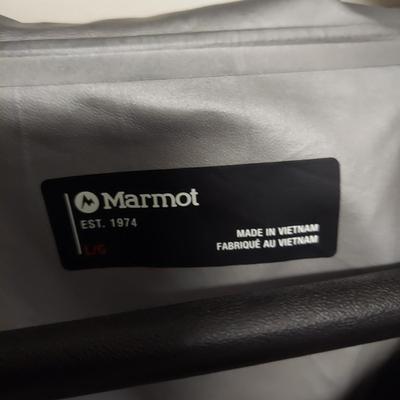 Marmot
EST. 1974
L/G
MADE IN VIETNAM
FABRIQUÉ AU VIETNAM